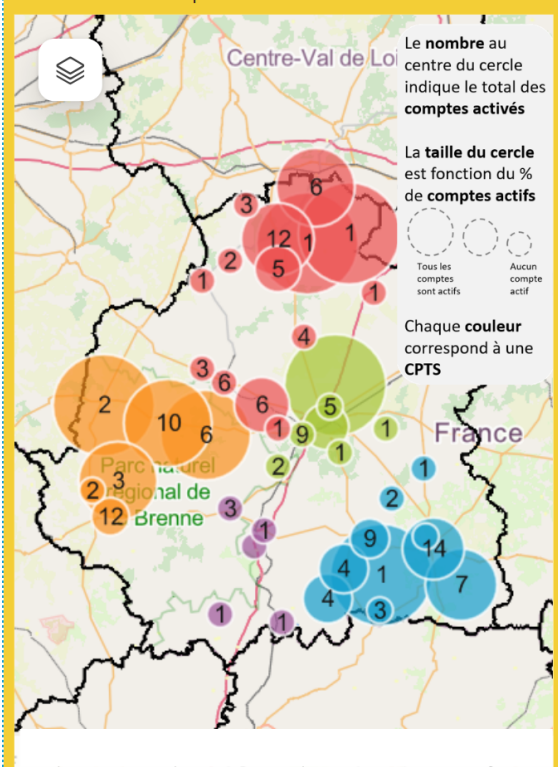 Centre-Val de Loi
Le nombre au
centre du cercle
indique le total des
comptes activés
La taille du cercle
est fonction du %
de comptes actifs
Tous les
comptes
sont actifs
Aucun
compte
actif
Chaque couleur
correspond à une
CPTS
6
3
12
1
1
5
2
1
1
4
3
6
6
1
5
9
1
1
2
2
10
6
3
2
12
Parc naturel
régional de
Brenne
France
1
2
3
1
9
14
4
1
7
4
3
1
1